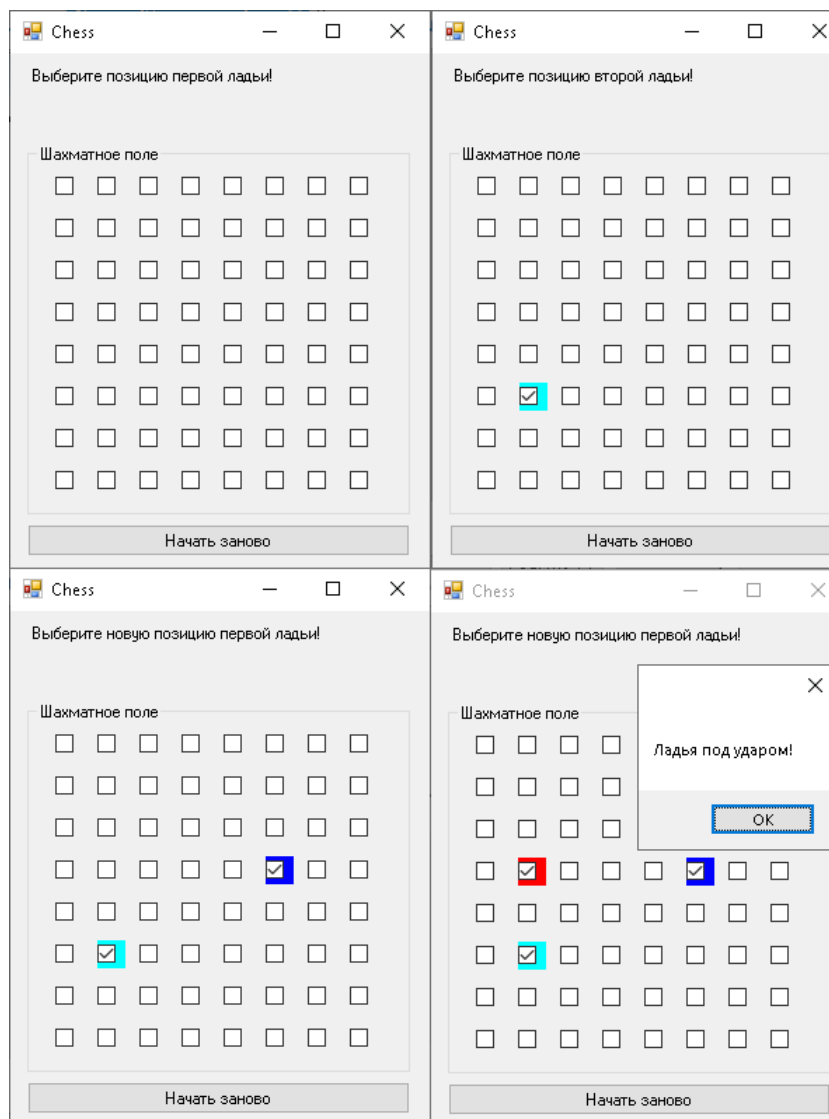 Chess
Выберите позицию первой ладьи!
Шахматное поле
Начать заново
Chess
Выберите позицию второй ладьи!
Шахматное поле
Начать заново
Chess
Выберите новую позицию первой ладьи!
Шахматное поле
Начать заново
Chess
Выберите новую позицию первой ладьи!
Шахматное поле
Ладья под ударом!
OK
Начать заново